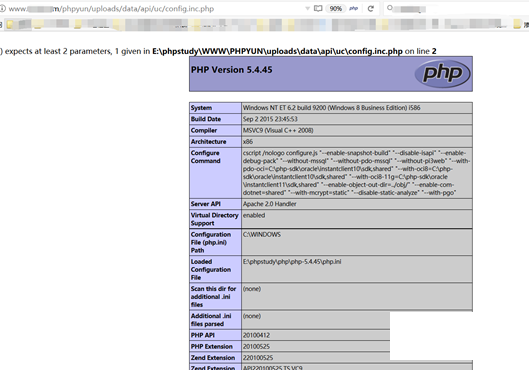 www.
m/phpyun/uploads/data/api/uc/config.inc.php
90%
php
) expects at least 2 parameters, 1 given in E:\phpstudy\WWW\PHPYUN\uploads\data\api\uc\config.inc.php on line 2
PHP Version 5.4.45
php
System
Windows NT ET 6.2 build 9200 (Windows 8 Business Edition) i586
Build Date
Sep 2 2015 23:45:53
Compiler
MSVC9 (Visual C++ 2008)
Architecture
x86
Configure
Command
cscript /nologo configure.js "--enable-snapshot-build" "--disable-isapi" "--enable-
debug-pack" "--without-mssql" "--without-pdo-mssql" "--without-pi3web" "--with-
pdo-oci=C:\php-sdk\oracle\instantclient10\sdk,shared" "--with-oci8=C:\php-
sdk\oracle\instantclient10\sdk,shared" "--with-oci8-11g=C:\php-sdk\oracle
\instantclient11\sdk,shared" "--enable-object-out-dir=../obj/" "--enable-com-
dotnet=shared" "--with-mcrypt=static" "--disable-static-analyze" "--with-pgo"
Server API
Apache 2.0 Handler
Virtual Directory
Support
enabled
Configuration
File (php.ini)
Path
C:\WINDOWS
Loaded
Configuration
File
E:\phpstudy\php\php-5.4.45\php.ini
Scan this dir for
additional .ini
files
(none)
Additional .ini
files parsed
(none)
PHP API
20100412
PHP Extension
20100525
Zend Extension
220100525
Zend Extension
API220100525,TS,VC9